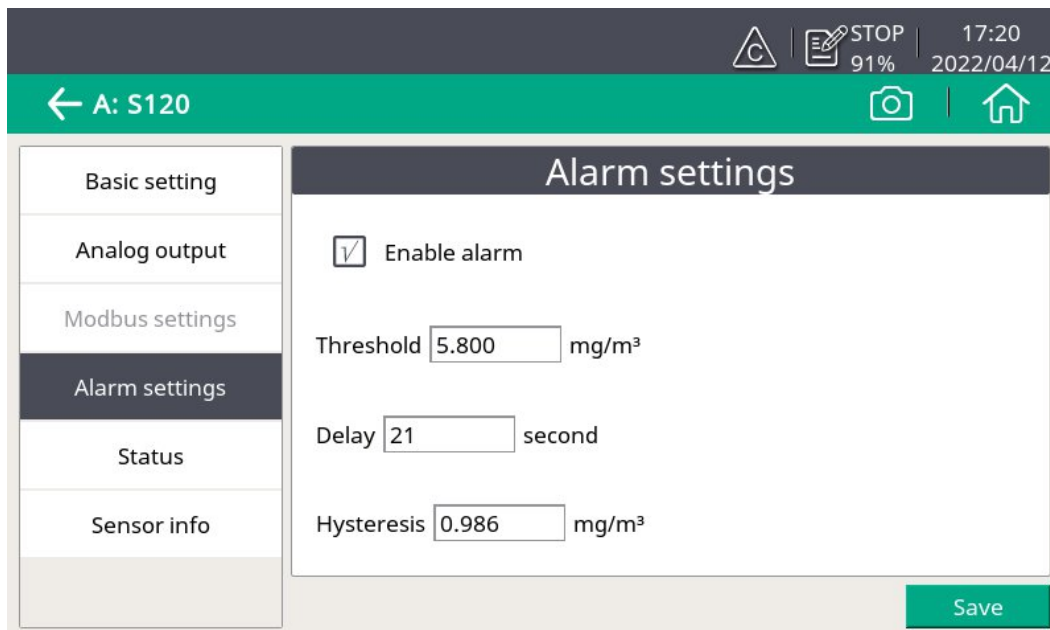 STOP 17:20
91% 2022/04/12
A: S120
Basic setting
Analog output
Modbus settings
Alarm settings
Status
Sensor info
Alarm settings
√ Enable alarm
Threshold 5.800 mg/m³
Delay 21 second
Hysteresis 0.986 mg/m³
Save